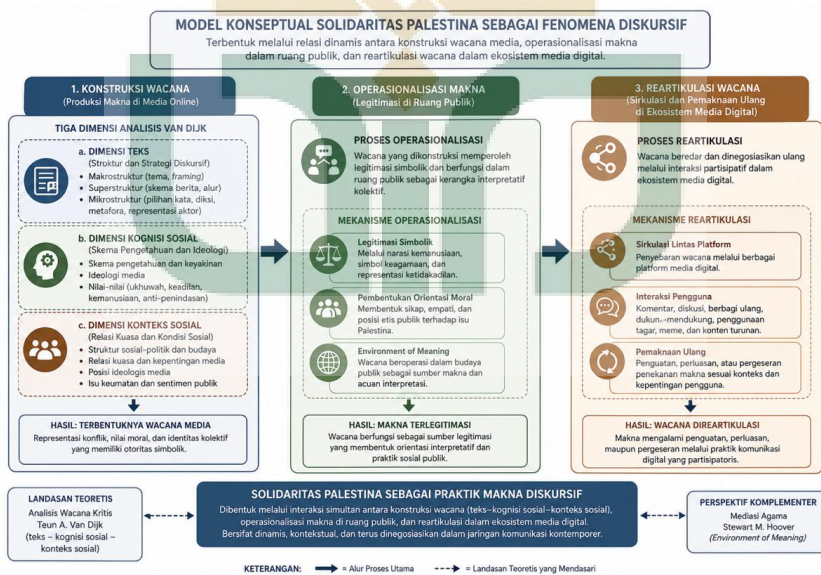 MODEL KONSEPTUAL SOLIDARITAS PALESTINA SEBAGAI FENOMENA DISKURSIF
Terbentuk melalui relasi dinamis antara konstruksi wacana media, operasionalisasi makna
dalam ruang publik, dan reartikulasi wacana dalam ekosistem media digital.
1. KONSTRUKSI WACANA
(Produksi Makna di Media Online)
TIGA DIMENSI ANALISIS VAN DIJK
a. DIMENSI TEKS
(Struktur dan Strategi Diskursif)
• Makrostruktur (tema, framing)
• Superstruktur (skema berita, alur)
• Mikrostruktur (pilihan kata, diksi,
metafora, representasi aktor)
b. DIMENSI KOGNISI SOSIAL
(Skema Pengetahuan dan Ideologi)
• Skema pengetahuan dan keyakinan
• Ideologi media
• Nilai-nilai (ukhuwah, keadilan,
kemanusiaan, anti-penindasan)
c. DIMENSI KONTEKS SOSIAL
(Relasi Kuasa dan Kondisi Sosial)
• Struktur sosial-politik dan budaya
• Relasi kuasa dan kepentingan media
• Posisi ideologis media
• Isu keumatan dan sentimen publik
HASIL: TERBENTUKNYA WACANA MEDIA
Representasi konflik, nilai moral, dan identitas kolektif
yang memiliki otoritas simbolik.
2. OPERASIONALISASI MAKNA
(Legitimasi di Ruang Publik)
PROSES OPERASIONALISASI
Wacana yang dikonstruksi memperoleh
legitimasi simbolik dan berfungsi dalam
ruang publik sebagai kerangka interpretatif
kolektif.
MEKANISME OPERASIONALISASI
Legitimasi Simbolik
Melalui narasi kemanusiaan,
simbol keagamaan, dan
representasi ketidakadilan.
Pembentukan Orientasi Moral
Membentuk sikap, empati, dan
posisi etis publik terhadap isu
Palestina.
Environment of Meaning
Wacana beroperasi dalam budaya
publik sebagai sumber makna dan
acuan interpretasi.
HASIL: MAKNA TERLEGITIMASI
Wacana berfungsi sebagai sumber legitimasi
yang membentuk orientasi interpretatif dan
praktik sosial publik.
3. REARTIKULASI WACANA
(Sirkulasi dan Pemaknaan Ulang
di Ekosistem Media Digital)
PROSES REARTIKULASI
Wacana beredar dan dinegosiasikan ulang
melalui interaksi partisipatif dalam
ekosistem media digital.
MEKANISME REARTIKULASI
Sirkulasi Lintas Platform
Penyebaran wacana melalui berbagai
platform media digital.
Interaksi Pengguna
Komentar, diskusi, berbagi ulang,
-mendukung, penggunaan
tagar, meme, dan konten turunan.
Pemaknaan Ulang
Penguatan, perluasan, atau pergeseran
penekanan makna sesuai konteks dan
kepentingan pengguna.
HASIL: WACANA DIREARTIKULASI
Makna mengalami penguatan, perluasan,
maupun pergeseran melalui praktik komunikasi
digital yang partisipatoris.
LANDASAN TEORETIS
Analisis Wacana Kritis
Teun A. Van Dijk
(teks – kognisi sosial –
konteks sosial)
SOLIDARITAS PALESTINA SEBAGAI PRAKTIK MAKNA DISKURSIF
Dibentuk melalui interaksi simultan antara konstruksi wacana (teks–kognisi sosial–konteks sosial),
operasionalisasi makna di ruang publik, dan reartikulasi dalam ekosistem media digital.
Bersifat dinamis, kontekstual, dan terus dinegosiasikan dalam jaringan komunikasi kontemporer.
PERSPEKTIF KOMPLEMENTER
Mediasi Agama
Stewart M. Hoover
(Environment of Meaning)
KETERANGAN: = Alur Proses Utama = Landasan Teoretis yang Mendasari